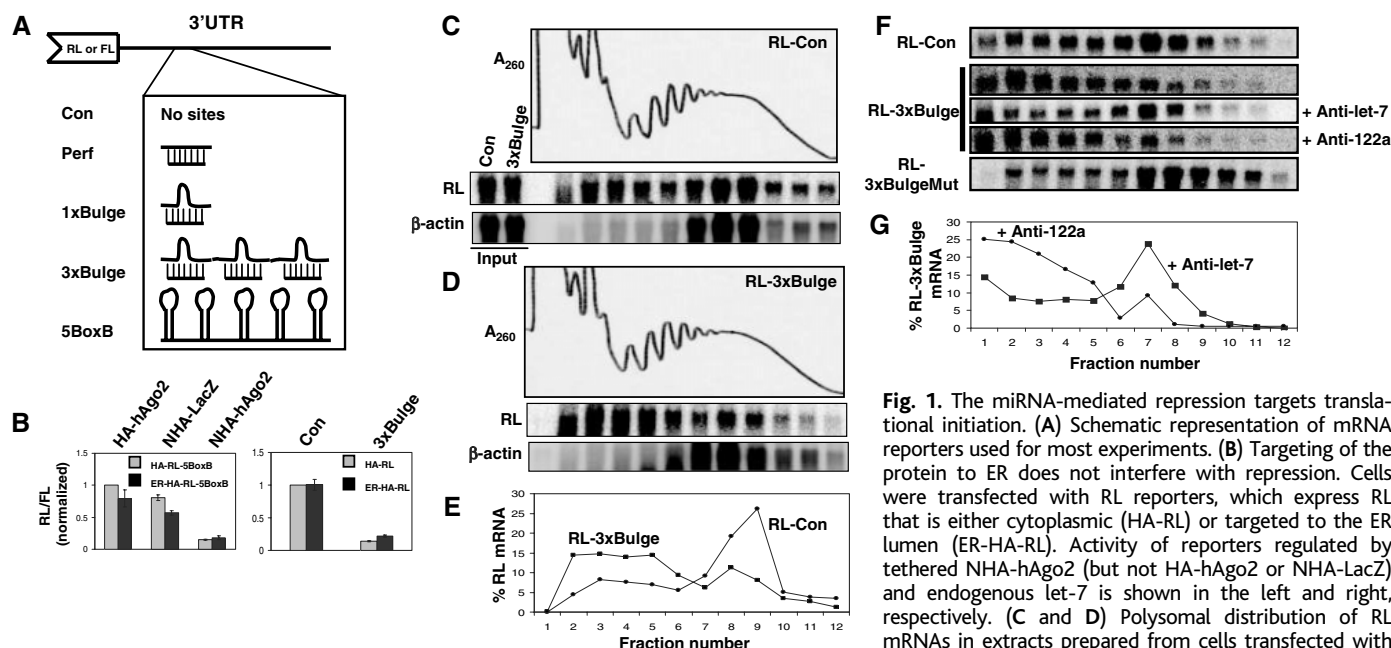 A
3'UTR
RL or FL
Con
No sites
Perf
1xBulge
3xBulge
5BoxB
B
HA-hAgo2
NHA-LacZ
NHA-hAgo2
Con
3xBulge
RL/FL
(normalized)
1.5
1
0.5
0
HA-RL-5BoxB
ER-HA-RL-5BoxB
1.5
1
0.5
0
HA-RL
ER-HA-RL
C
A260
RL-Con
Con
3xBulge
RL
β-actin
Input
D
A260
RL-3xBulge
RL
β-actin
E
% RL mRNA
30
25
20
15
10
5
0
RL-3xBulge
RL-Con
1 2 3 4 5 6 7 8 9 10 11 12
Fraction number
F
RL-Con
RL-3xBulge
+ Anti-let-7
+ Anti-122a
RL-
3xBulgeMut
G
% RL-3xBulge
mRNA
30
25
20
15
10
5
0
+ Anti-122a
+ Anti-let-7
1 2 3 4 5 6 7 8 9 10 11 12
Fraction number
Fig. 1. The miRNA-mediated repression targets transla-
tional initiation. (A) Schematic representation of mRNA
reporters used for most experiments. (B) Targeting of the
protein to ER does not interfere with repression. Cells
were transfected with RL reporters, which express RL
that is either cytoplasmic (HA-RL) or targeted to the ER
lumen (ER-HA-RL). Activity of reporters regulated by
tethered NHA-hAgo2 (but not HA-hAgo2 or NHA-LacZ)
and endogenous let-7 is shown in the left and right,
respectively. (C and D) Polysomal distribution of RL
mRNAs in extracts prepared from cells transfected with